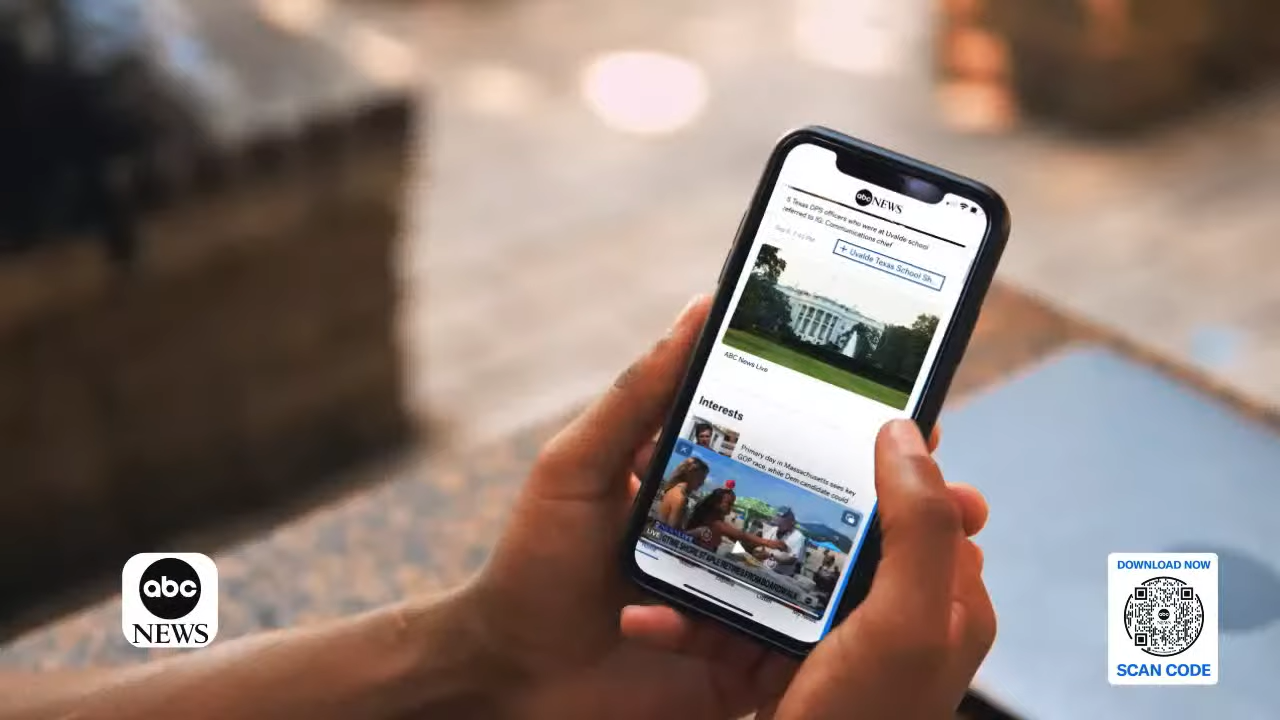 abc NEWS
5 Texas DPS officers who were at Uvalde school
referred to IG: Communications chief
+ Uvalde Texas School Sh...
ABC News Live
Interests
Primary day in Massachusetts sees key
GOP race, while Dem candidate could
LIVE
abc
NEWS
DOWNLOAD NOW
abc
SCAN CODE